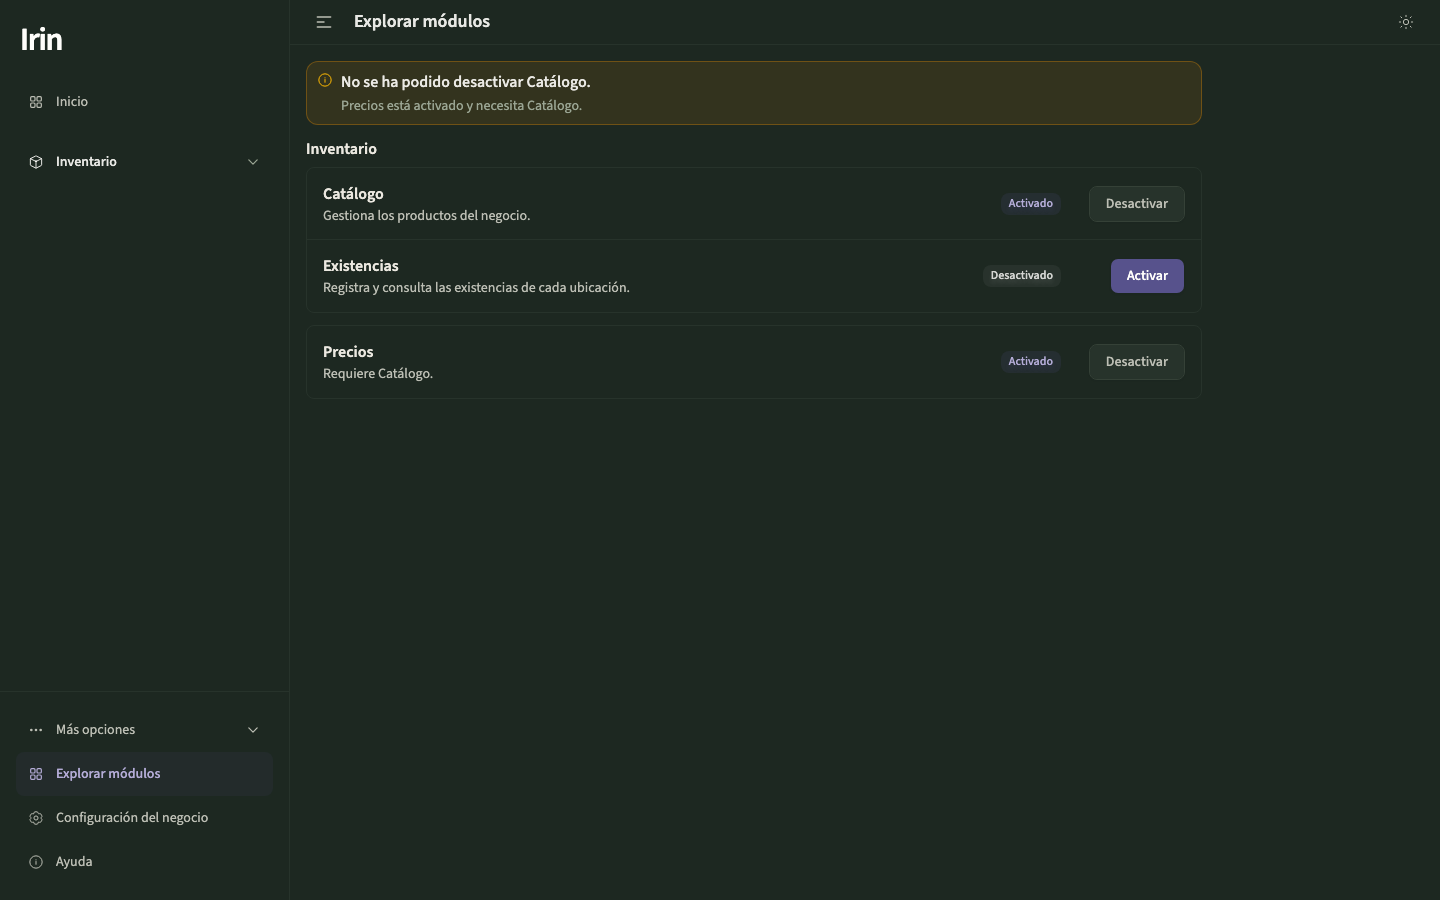 Irin
Inicio
Inventario
Más opciones
Explorar módulos
Configuración del negocio
Ayuda
Explorar módulos
No se ha podido desactivar Catálogo.
Precios está activado y necesita Catálogo.
Inventario
Catálogo
Gestiona los productos del negocio.
Activado
Desactivar
Existencias
Registra y consulta las existencias de cada ubicación.
Desactivado
Activar
Precios
Requiere Catálogo.
Activado
Desactivar